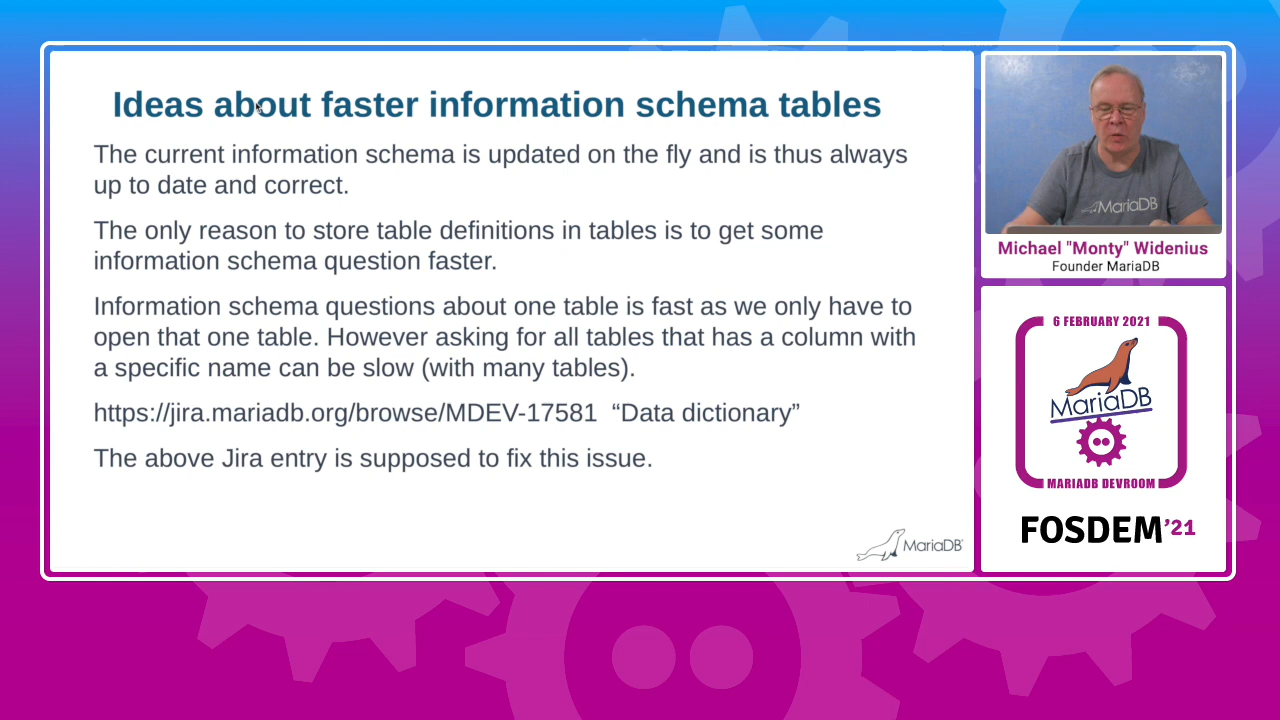 Ideas about faster information schema tables
The current information schema is updated on the fly and is thus always
up to date and correct.
The only reason to store table definitions in tables is to get some
information schema question faster.
Information schema questions about one table is fast as we only have to
open that one table. However asking for all tables that has a column with
a specific name can be slow (with many tables).
https://jira.mariadb.org/browse/MDEV-17581 “Data dictionary”
The above Jira entry is supposed to fix this issue.
MariaDB
MariaDB
Michael "Monty" Widenius
Founder MariaDB
6 FEBRUARY 2021
MariaDB
MARIADB DEVROOM
FOSDEM’21